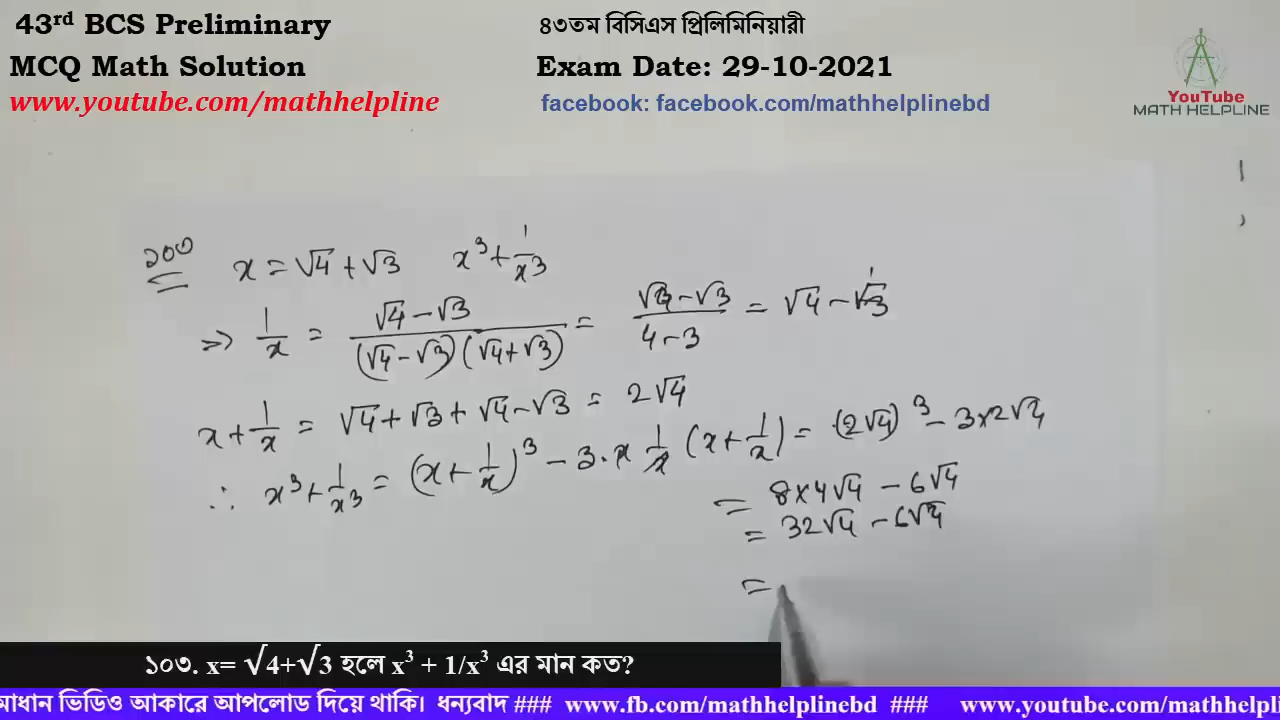 43rd BCS Preliminary
৪৩তম বিসিএস প্রিলিমিনিয়ারী
MCQ Math Solution
Exam Date: 29-10-2021
www.youtube.com/mathhelpline
facebook: facebook.com/mathhelplinebd
YouTube
MATH HELPLINE
১০৩ x = √4 + √3 x³ + 1/x³
=> 1/x = (√4 - √3)/((√4 - √3)(√4 + √3)) = (√4 - √3)/(4 - 3) = √4 - √3
x + 1/x = √4 + √3 + √4 - √3 = 2√4
∴ x³ + 1/x³ = (x + 1/x)³ - 3·x 1/x (x + 1/x) = (2√4)³ - 3×2√4
= 8×4√4 - 6√4
= 32√4 - 6√4
=
১০৩. x= √4+√3 হলে x³ + 1/x³ এর মান কত?
মাধান ভিডিও আকারে আপলোড দিয়ে থাকি। ধন্যবাদ ### www.fb.com/mathhelplinebd ### www.youtube.com/mathhelpl